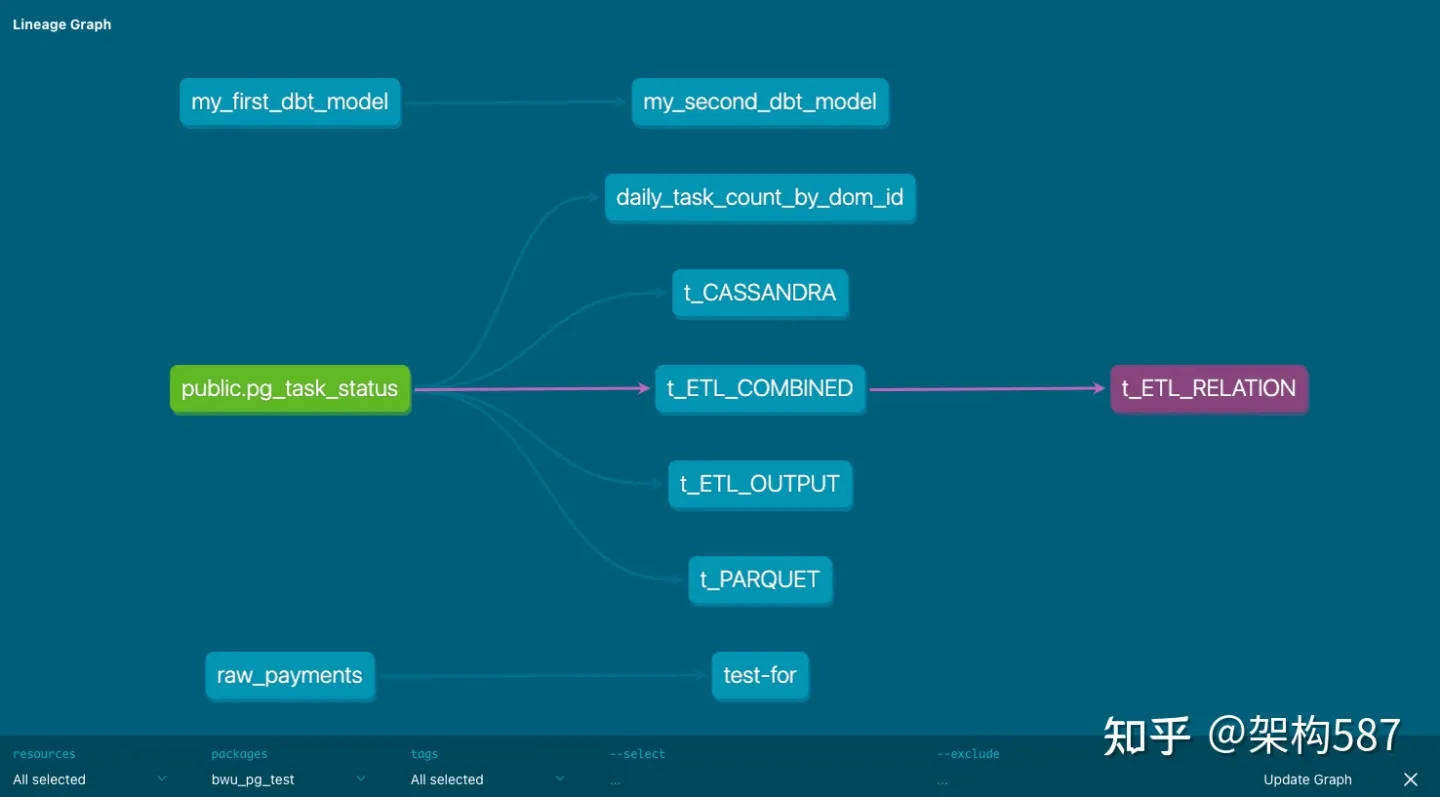 Lineage Graph
my_first_dbt_model
my_second_dbt_model
daily_task_count_by_dom_id
t_CASSANDRA
public.pg_task_status
t_ETL_COMBINED
t_ETL_RELATION
t_ETL_OUTPUT
t_PARQUET
raw_payments
test-for
知乎 @架构587
resources
packages
tags
--select
--exclude
All selected
bwu_pg_test
All selected
...
...
Update Graph